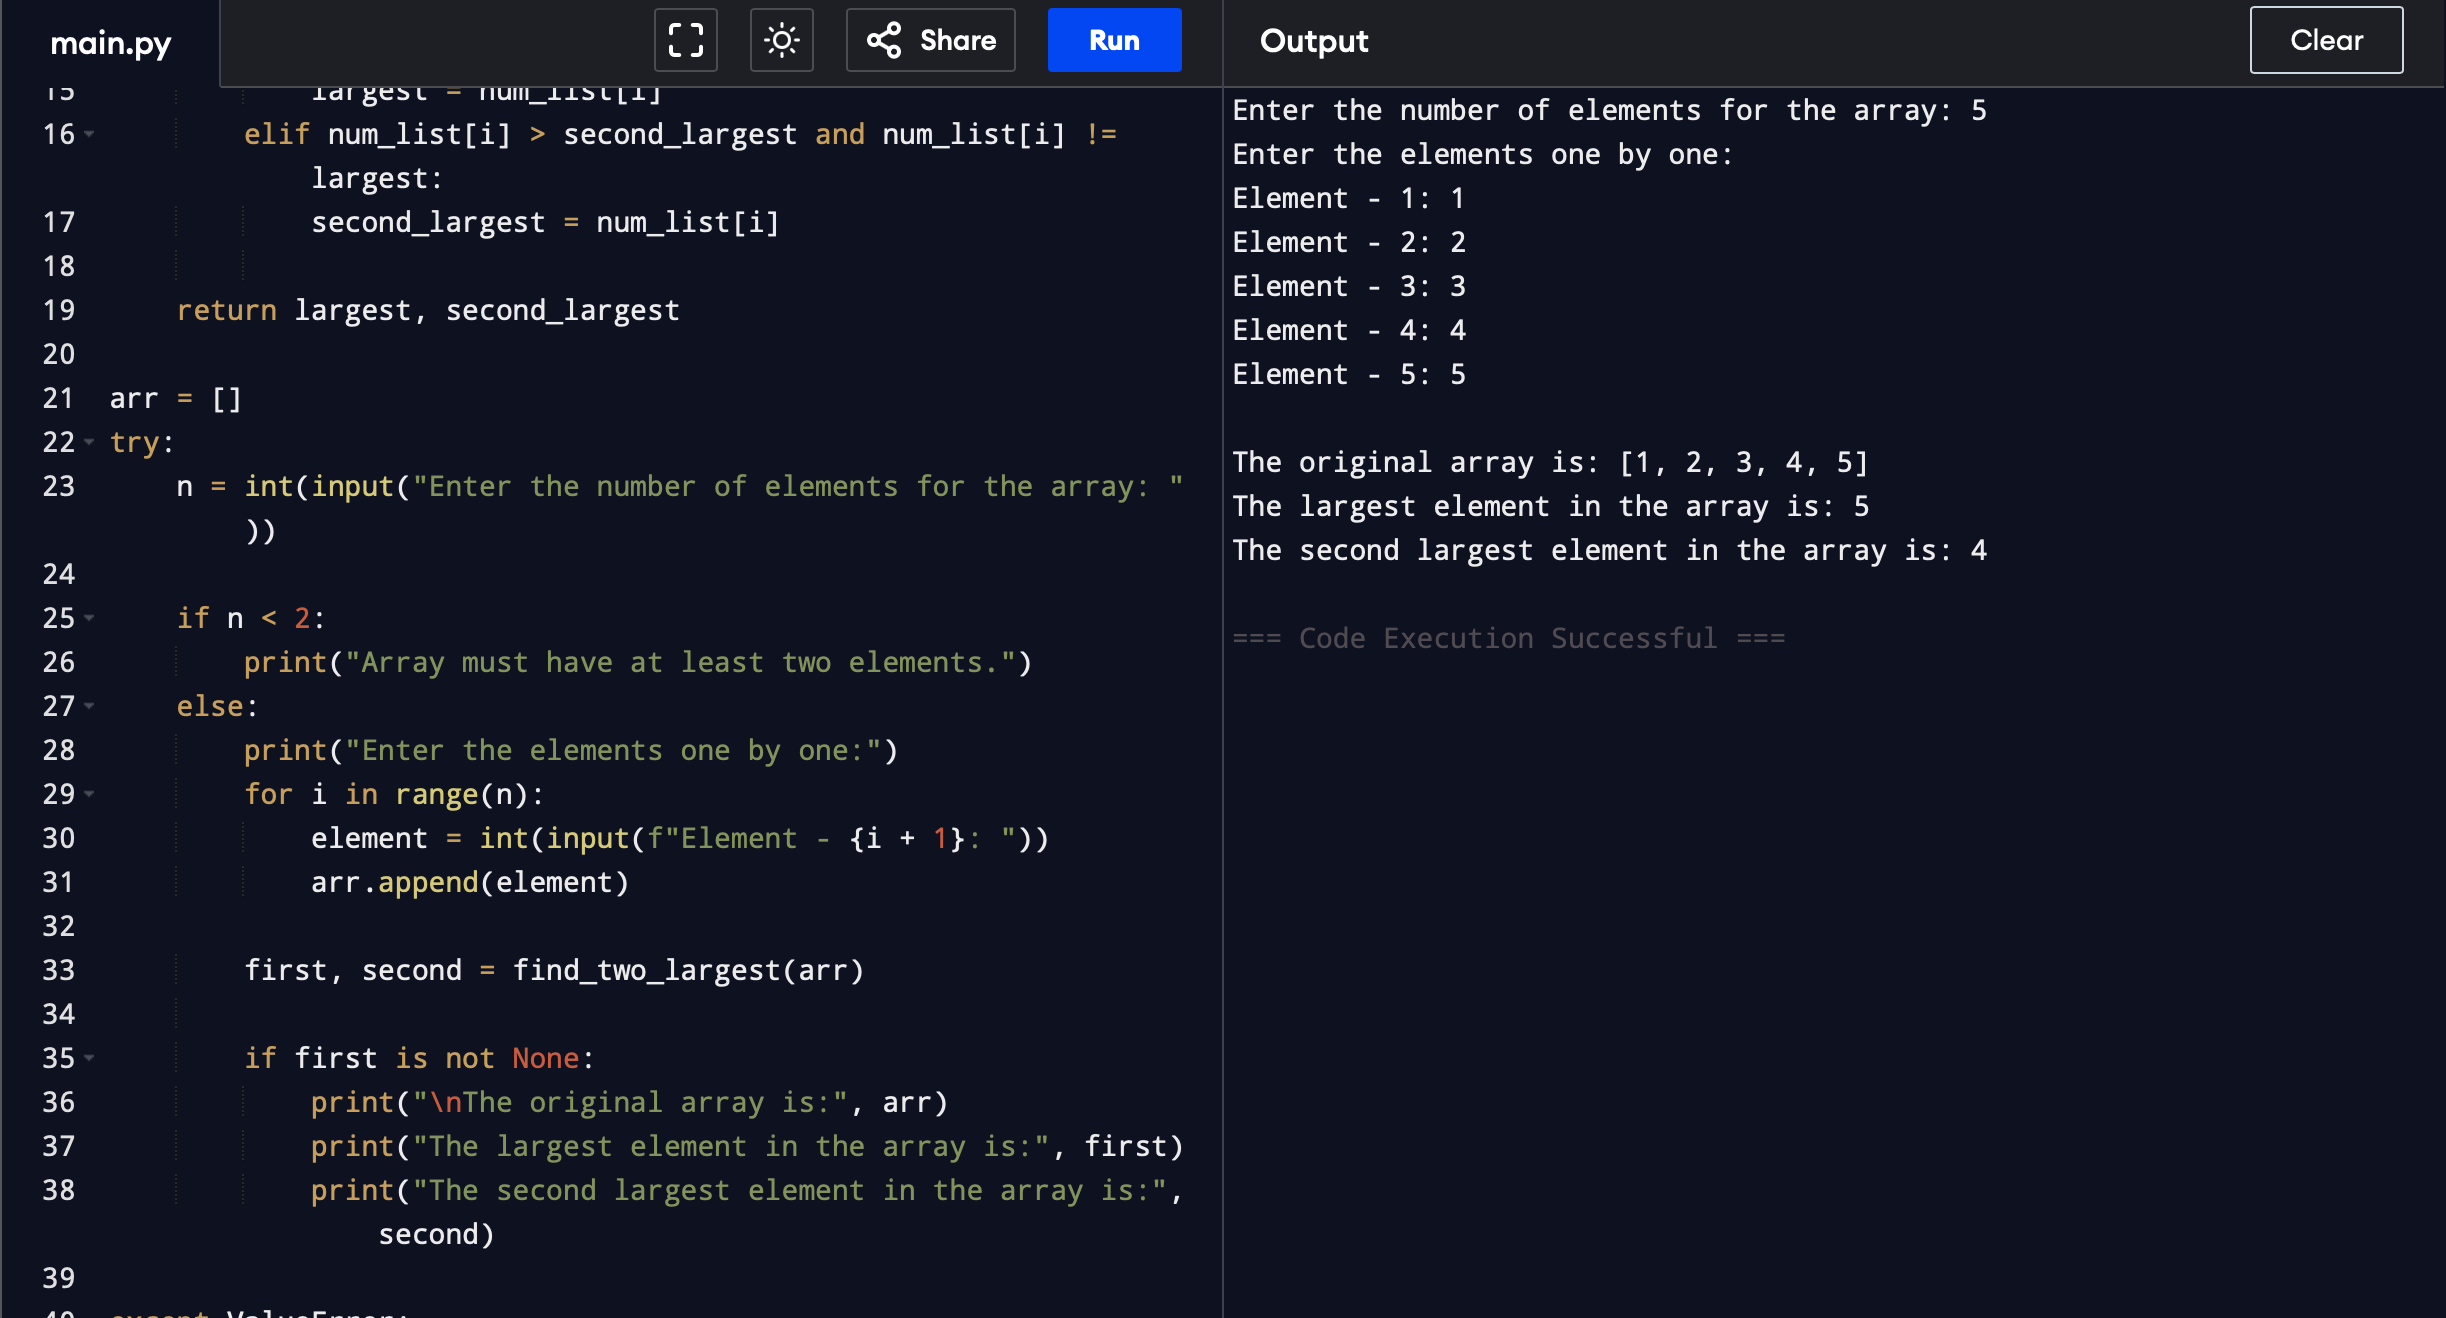 main.py
Share
Run
Output
Clear
15 largest = num_list[i]
16 elif num_list[i] > second_largest and num_list[i] !=
largest:
17 second_largest = num_list[i]
18
19 return largest, second_largest
20
21 arr = []
22 try:
23 n = int(input("Enter the number of elements for the array: "
))
24
25 if n < 2:
26 print("Array must have at least two elements.")
27 else:
28 print("Enter the elements one by one:")
29 for i in range(n):
30 element = int(input(f"Element - {i + 1}: "))
31 arr.append(element)
32
33 first, second = find_two_largest(arr)
34
35 if first is not None:
36 print("\nThe original array is:", arr)
37 print("The largest element in the array is:", first)
38 print("The second largest element in the array is:",
second)
39
40 except ValueError:
Enter the number of elements for the array: 5
Enter the elements one by one:
Element - 1: 1
Element - 2: 2
Element - 3: 3
Element - 4: 4
Element - 5: 5
The original array is: [1, 2, 3, 4, 5]
The largest element in the array is: 5
The second largest element in the array is: 4
=== Code Execution Successful ===